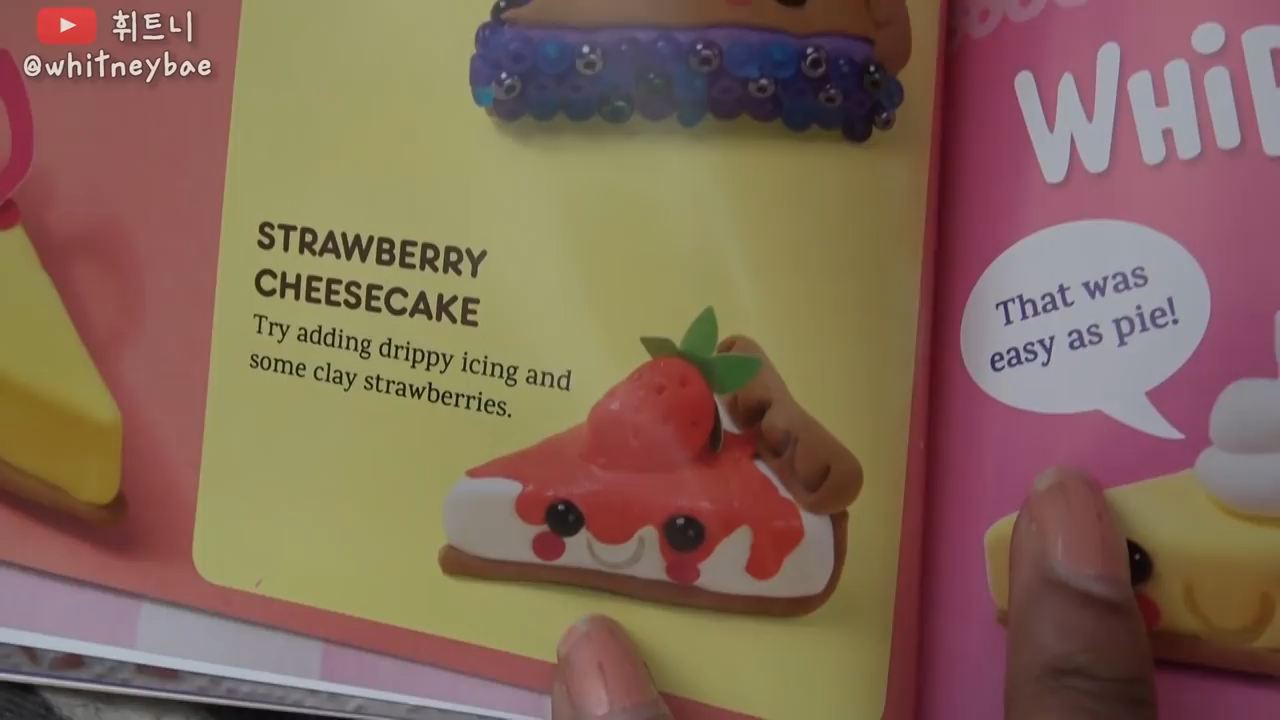 휘트니
@whitneybae
STRAWBERRY
CHEESECAKE
Try adding drippy icing and
some clay strawberries.
That was
easy as pie!